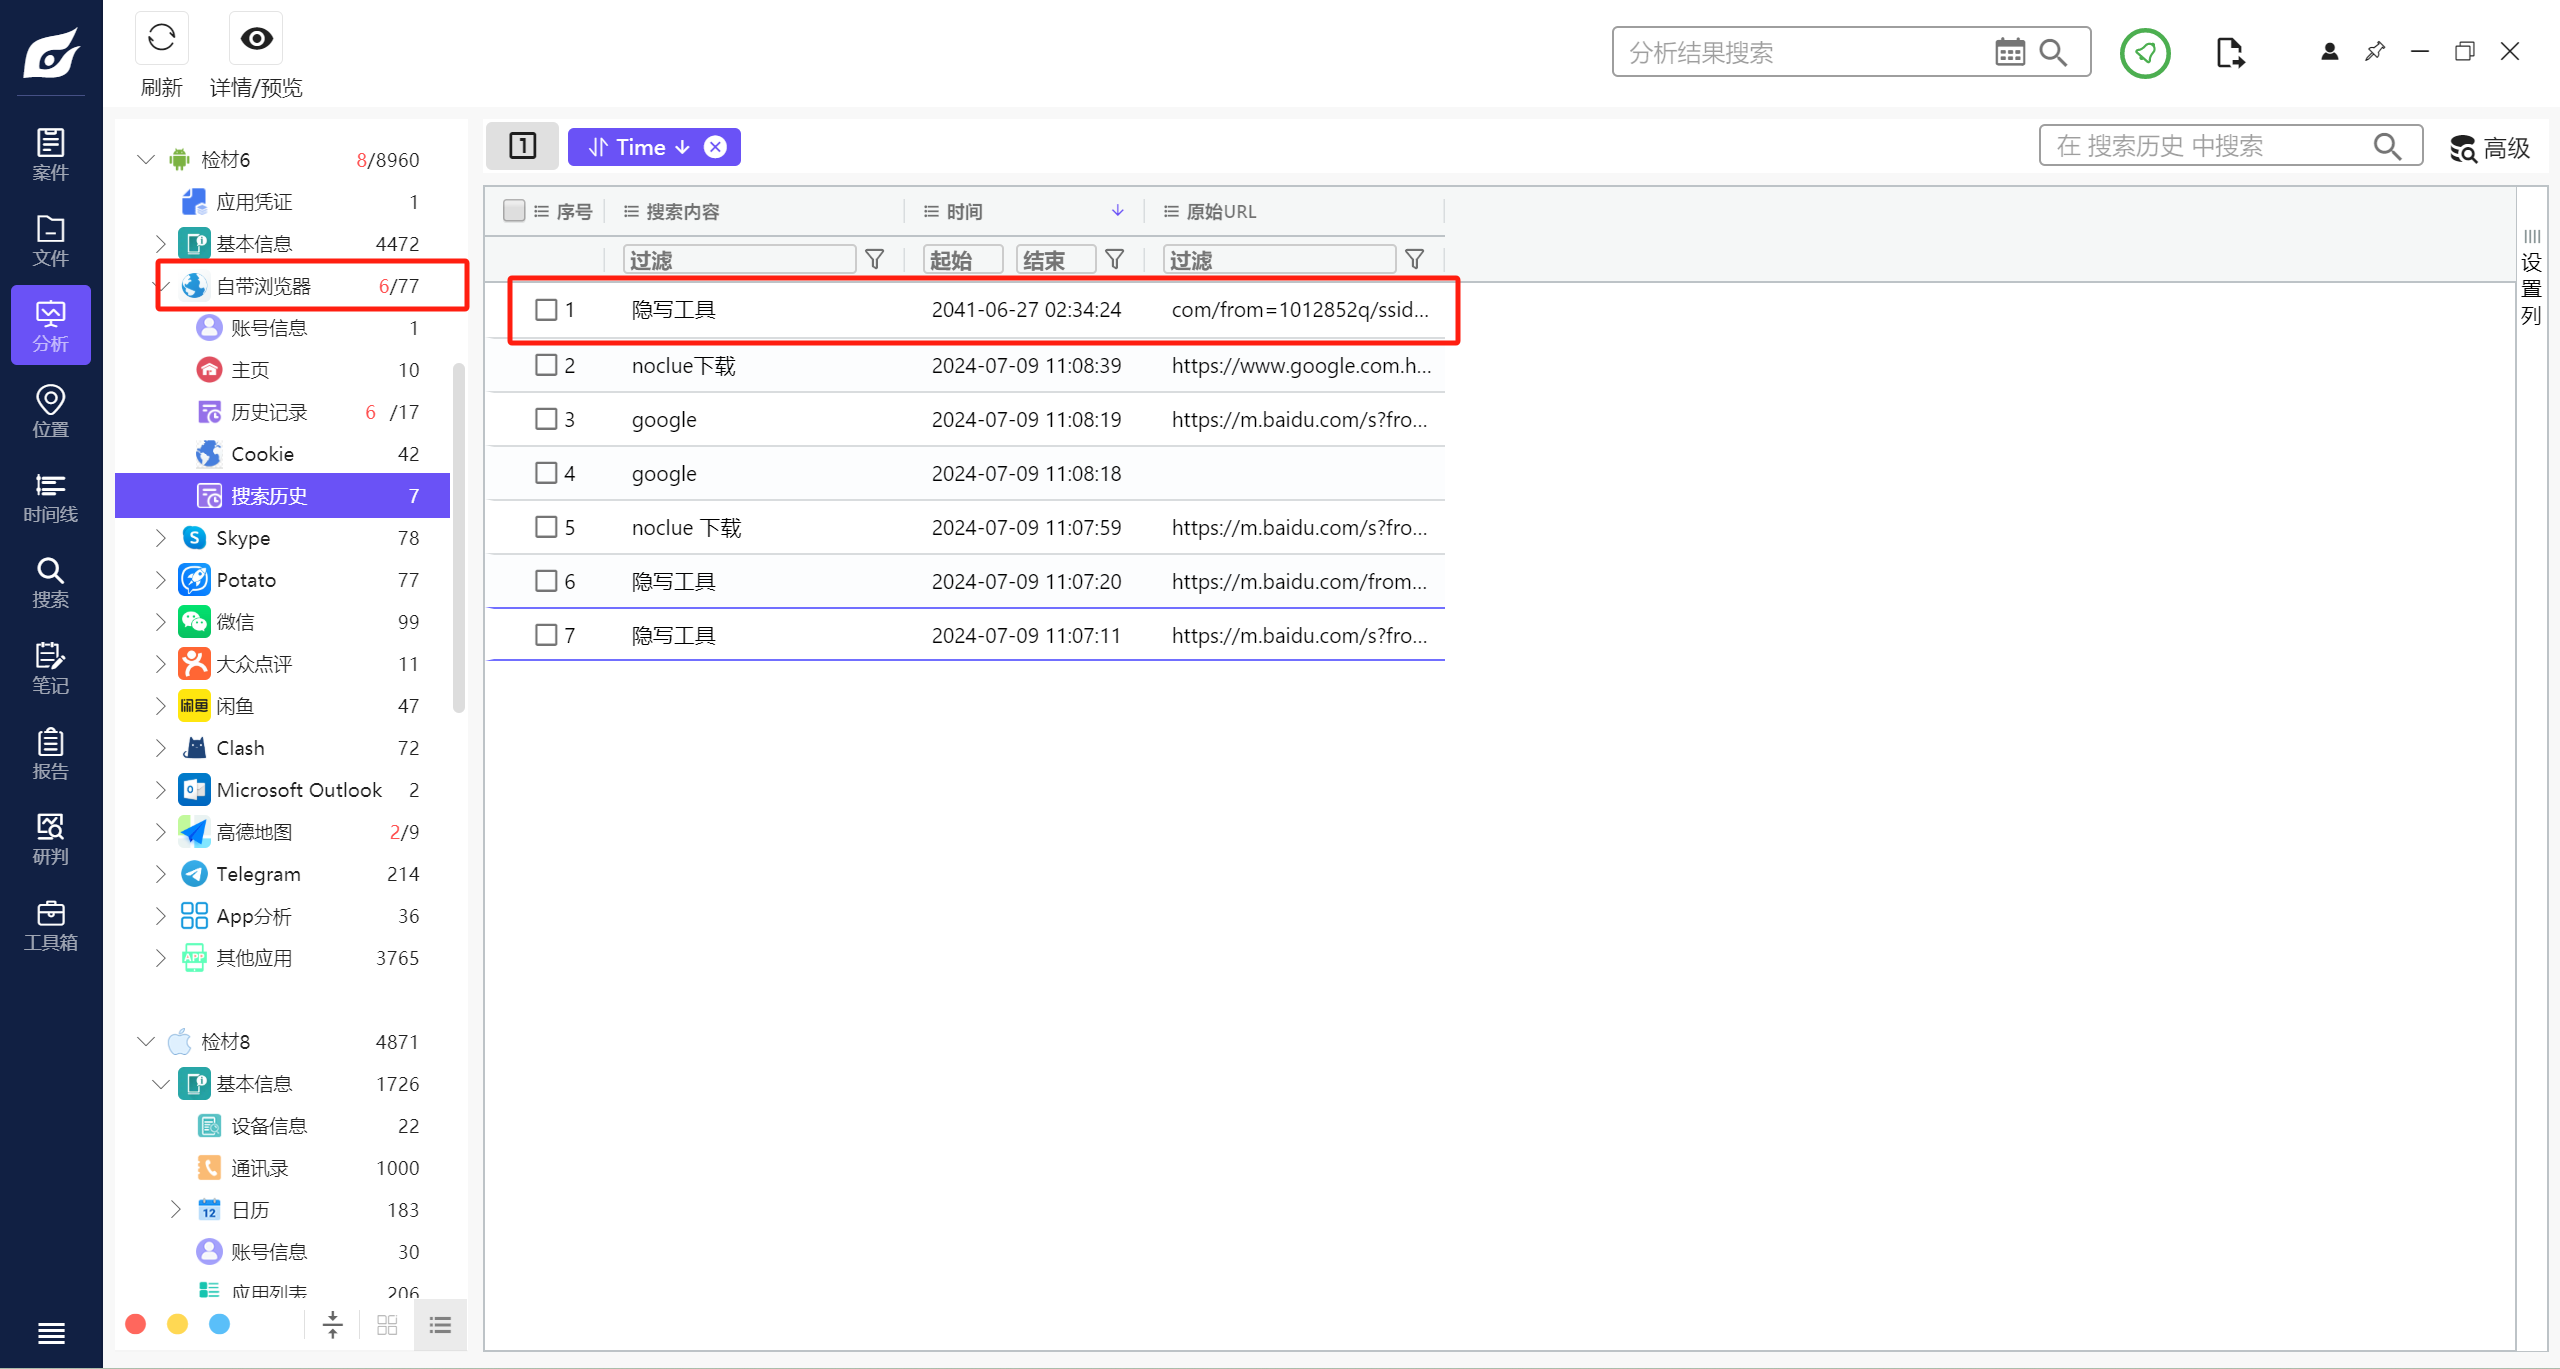 刷新
详情/预览
分析结果搜索
案件
文件
分析
位置
时间线
搜索
笔记
报告
研判
工具箱
检材6 8/8960
应用凭证 1
基本信息 4472
自带浏览器 6/77
账号信息 1
主页 10
历史记录 6 /17
Cookie 42
搜索历史 7
Skype 78
Potato 77
微信 99
大众点评 11
闲鱼 闲鱼 47
Clash 72
Microsoft Outlook 2
高德地图 2/9
Telegram 214
App分析 36
APP 其他应用 3765
检材8 4871
基本信息 1726
设备信息 22
通讯录 1000
12 日历 183
账号信息 30
应用列表 206
1 Time
在 搜索历史 中搜索
高级
序号 搜索内容 时间 原始URL
过滤 起始 结束 过滤
1 隐写工具 2041-06-27 02:34:24 com/from=1012852q/ssid...
2 noclue下载 2024-07-09 11:08:39 https://www.google.com.h...
3 google 2024-07-09 11:08:19 https://m.baidu.com/s?fro...
4 google 2024-07-09 11:08:18
5 noclue 下载 2024-07-09 11:07:59 https://m.baidu.com/s?fro...
6 隐写工具 2024-07-09 11:07:20 https://m.baidu.com/from...
7 隐写工具 2024-07-09 11:07:11 https://m.baidu.com/s?fro...
设置列